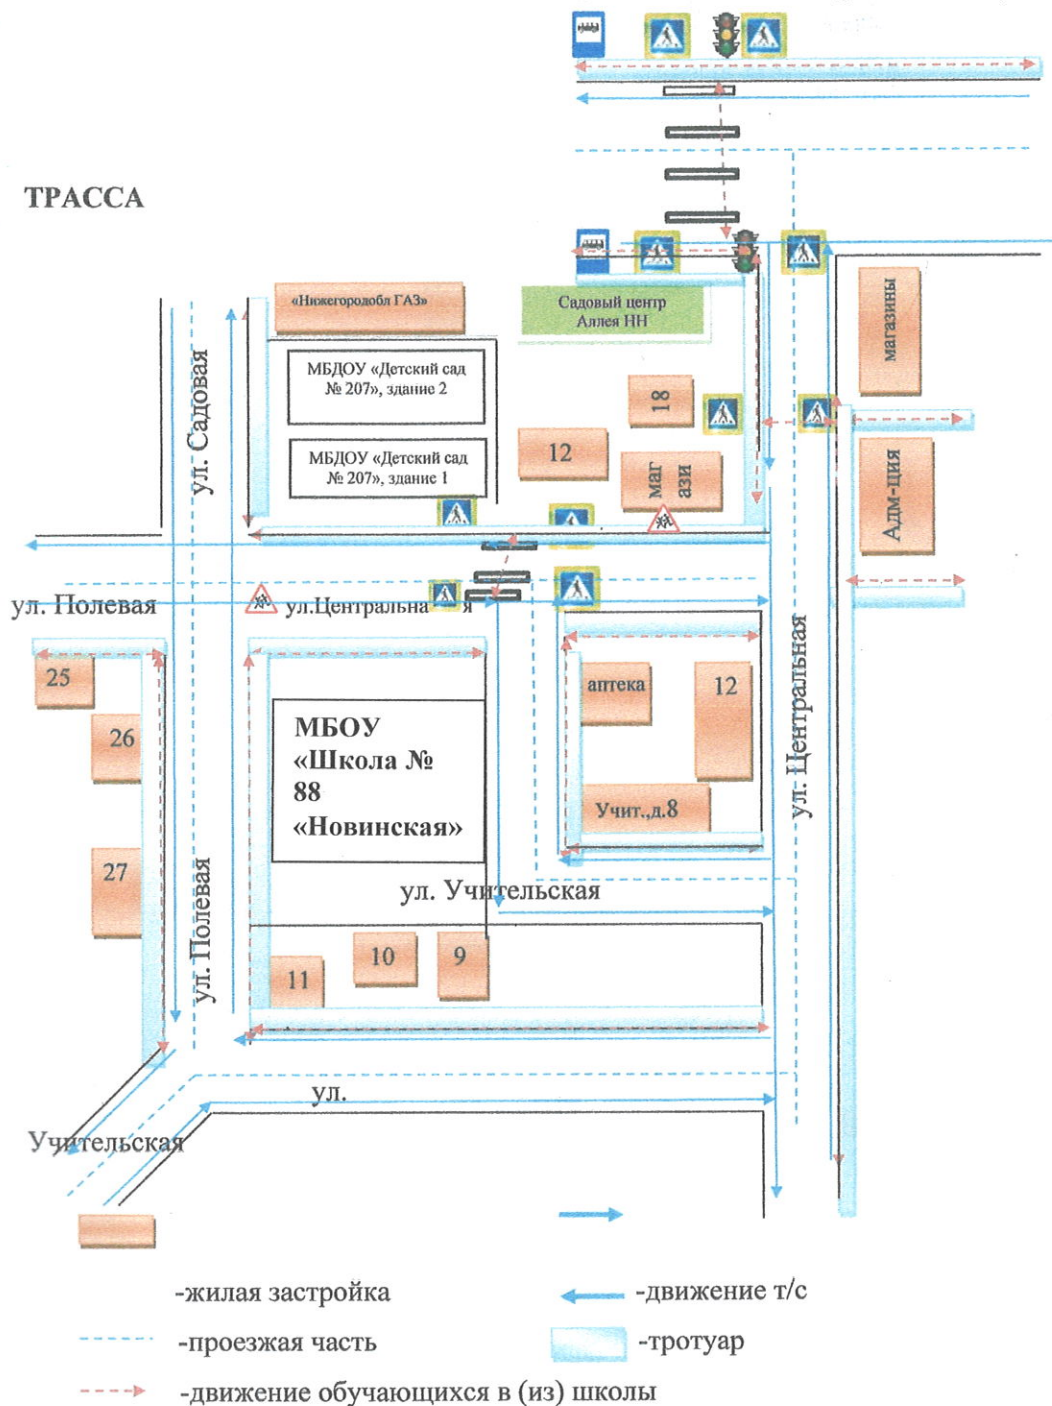 ТРАССА
«Нижегородобл ГАЗ»
Садовый центр
Аллея НН
магазины
МБДОУ «Детский сад
№ 207», здание 2
ул. Садовая
18
12
МБДОУ «Детский сад
№ 207», здание 1
маг
ази
Адм-ция
ул. Полевая
ул.Центральна я
25
26
27
МБОУ
«Школа №
88
«Новинская»
аптека
12
Учит.,д.8
ул. Центральная
ул. Полевая
ул. Учительская
11
10
9
ул.
Учительская
-жилая застройка
-движение т/с
-проезжая часть
-тротуар
-движение обучающихся в (из) школы